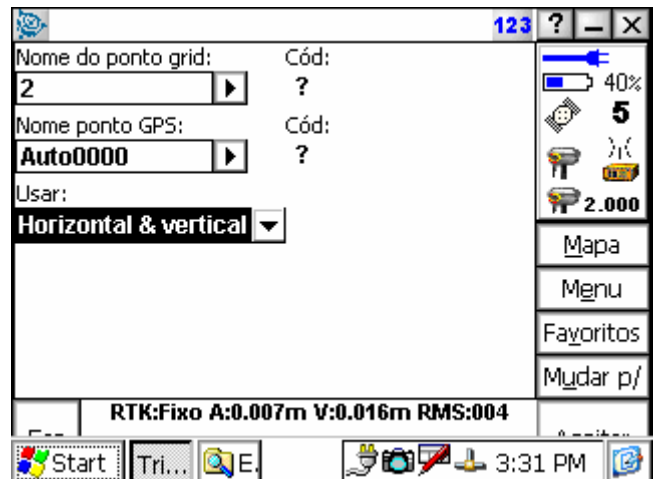 123 ?
Nome do ponto grid: Cód:
2 ?
40%
5
Nome ponto GPS: Cód:
Auto0000 ?
Usar:
2.000
Horizontal & vertical
Mapa
Menu
Favoritos
Mudar p/
RTK:Fixo A:0.007m V:0.016m RMS:004
Start Tri... E. 3:31 PM